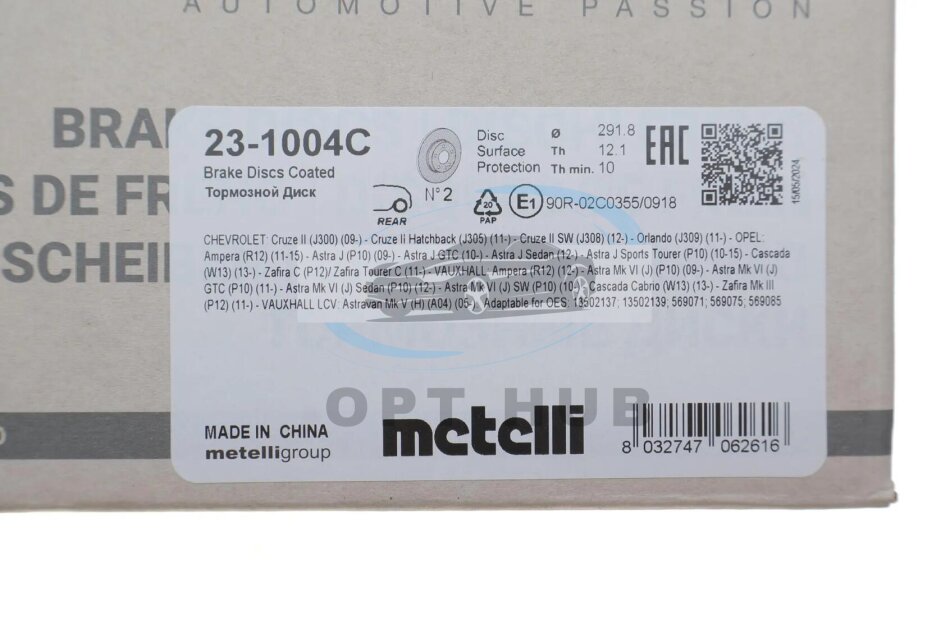 AUTOMOTIVE PASSION
BRA
S DE FR
SCHEI
23-1004C
Brake Discs Coated
Тормозной Диск
REAR
N°2
Disc Ø 291.8
Surface Th 12.1
Protection Th min. 10
20
PAP
E1 90R-02C0355/0918
EAC
15/05/2024
CHEVROLET: Cruze II (J300) (09-) - Cruze Ii Hatchback (J305) (11-) - Cruze II SW (J308) (12-) - Orlando (J309) (11-) - OPEL:
Ampera (R12) (11-15) - Astra J (P10) (09-) - Astra J GTC (10-) - Astra J Sedan (12-) - Astra J Sports Tourer (P10) (10-15) - Cascada
(W13) (13-) - Zafira C (P12)/ Zafira Tourer C (11-) - VAUXHALL: Ampera (R12) (12-) - Astra Mk VI (J) (P10) (09-) - Astra Mk VI (J)
GTC (P10) (11-) - Astra Mk VI (J) Sedan (P10) (12-) - Astra Mk VI (J) SW (P10) (10-) - Cascada Cabrio (W13) (13-) - Zafira Mk III
(P12) (11-) - VAUXHALL LCV: Astravan Mk V (H) (A04) (05-) Adaptable for OES: 13502137; 13502139; 569071; 569075; 569085
OPT HUB
MADE IN CHINA
metelligroup
metelli
8 032747 062616